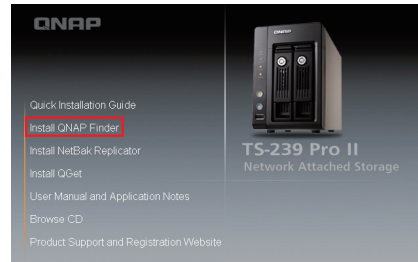 QNAP
Quick Installation Guide
Install QNAP Finder
Install NetBak Replicator
Install QGet
User Manual and Application Notes
Browse CD
Product Support and Registration Website
TS-239 Pro II
Network Attached Storage